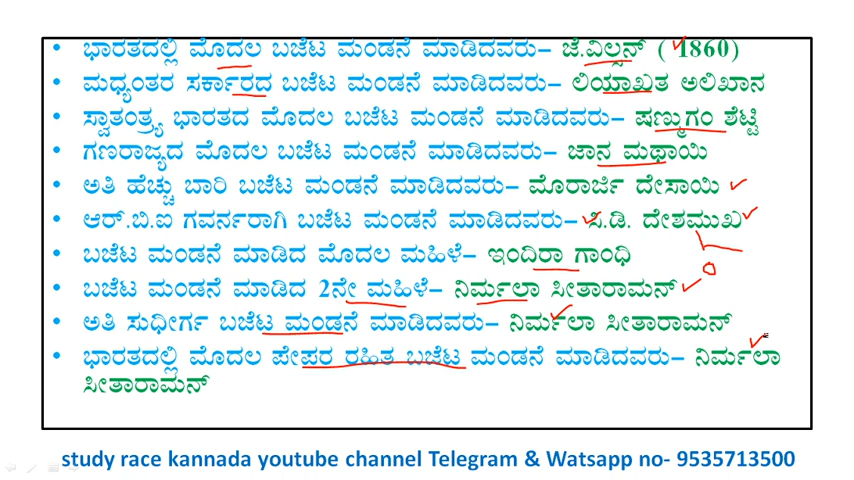 • ಭಾರತದಲ್ಲಿ ಮೊದಲ ಬಜೆಟ ಮಂಡನೆ ಮಾಡಿದವರು– ಜೆ.ವಿಲ್ಸನ್ ( 1860)
• ಮಧ್ಯಂತರ ಸರ್ಕಾರದ ಬಜೆಟ ಮಂಡನೆ ಮಾಡಿದವರು– ಲಿಯಾಖತ ಅಲಿಖಾನ
• ಸ್ವಾತಂತ್ರ್ಯ ಭಾರತದ ಮೊದಲ ಬಜೆಟ ಮಂಡನೆ ಮಾಡಿದವರು– ಷಣ್ಮುಗಂ ಶೆಟ್ಟಿ
• ಗಣರಾಜ್ಯದ ಮೊದಲ ಬಜೆಟ ಮಂಡನೆ ಮಾಡಿದವರು– ಜಾನ ಮಥಾಯಿ
• ಅತಿ ಹೆಚ್ಚು ಬಾರಿ ಬಜೆಟ ಮಂಡನೆ ಮಾಡಿದವರು– ಮೊರಾರ್ಜಿ ದೇಸಾಯಿ
• ಆರ್.ಬಿ.ಐ ಗವರ್ನರಾಗಿ ಬಜೆಟ ಮಂಡನೆ ಮಾಡಿದವರು– ಸಿ.ಡಿ. ದೇಶಮುಖ
• ಬಜೆಟ ಮಂಡನೆ ಮಾಡಿದ ಮೊದಲ ಮಹಿಳೆ– ಇಂದಿರಾ ಗಾಂಧಿ
• ಬಜೆಟ ಮಂಡನೆ ಮಾಡಿದ 2ನೇ ಮಹಿಳೆ– ನಿರ್ಮಲಾ ಸೀತಾರಾಮನ್
• ಅತಿ ಸುಧೀರ್ಗ ಬಜೆಟ ಮಂಡನೆ ಮಾಡಿದವರು– ನಿರ್ಮಲಾ ಸೀತಾರಾಮನ್
• ಭಾರತದಲ್ಲಿ ಮೊದಲ ಪೇಪರ ರಹಿತ ಬಜೆಟ ಮಂಡನೆ ಮಾಡಿದವರು– ನಿರ್ಮಲಾ
ಸೀತಾರಾಮನ್
study race kannada youtube channel Telegram & Watsapp no- 9535713500